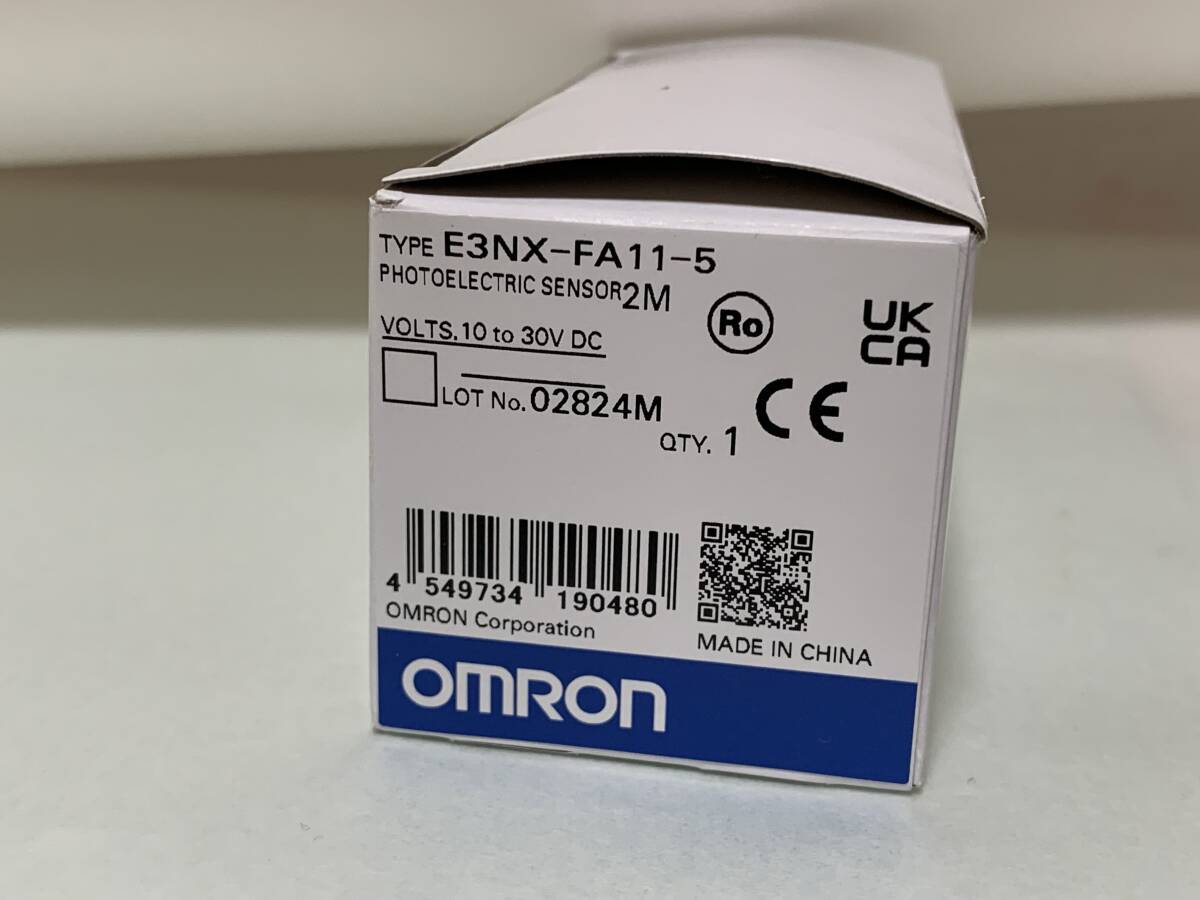 TYPE E3NX-FA11-5
PHOTOELECTRIC SENSOR 2M
Ro
UK
CA
VOLTS. 10 to 30V DC
LOT No. 02824M
CE
QTY. 1
4 549734 190480
OMRON Corporation
MADE IN CHINA
OMRON